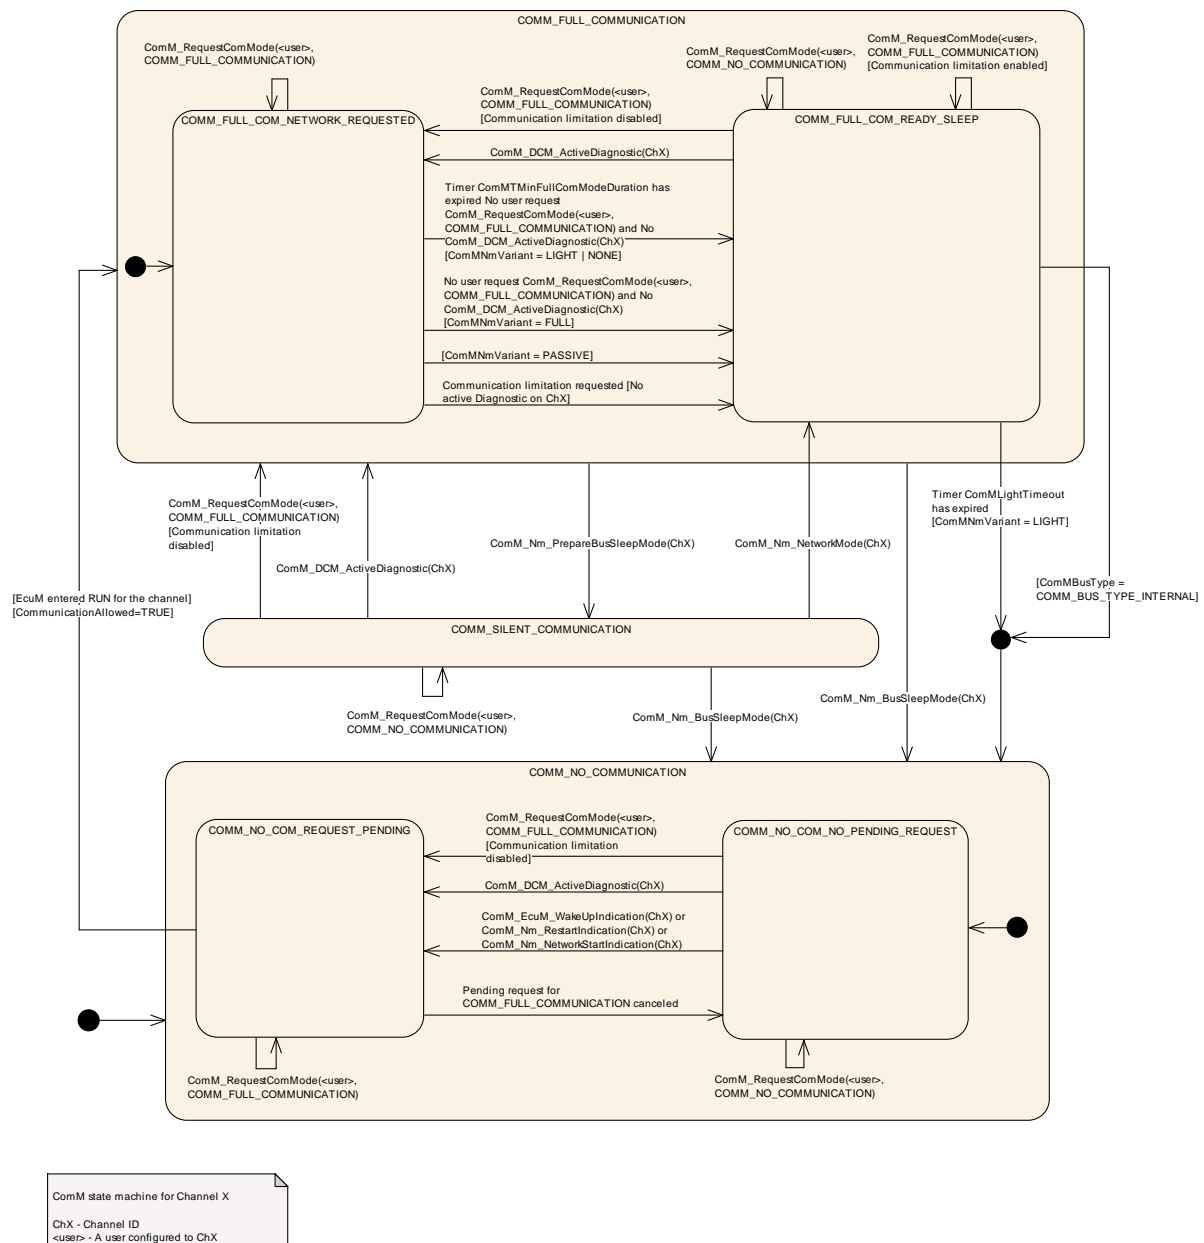 COMM_FULL_COMMUNICATION
ComM_RequestComMode(<user>,
COMM_FULL_COMMUNICATION)
ComM_RequestComMode(<user>,
COMM_NO_COMMUNICATION)
ComM_RequestComMode(<user>,
COMM_FULL_COMMUNICATION)
[Communication limitation enabled]
COMM_FULL_COM_NETWORK_REQUESTED
ComM_RequestComMode(<user>,
COMM_FULL_COMMUNICATION)
[Communication limitation disabled]
COMM_FULL_COM_READY_SLEEP
ComM_DCM_ActiveDiagnostic(ChX)
Timer ComMTMinFullComModeDuration has
expired No user request
ComM_RequestComMode(<user>,
COMM_FULL_COMMUNICATION) and No
ComM_DCM_ActiveDiagnostic(ChX)
[ComMNmVariant = LIGHT | NONE]
No user request ComM_RequestComMode(<user>,
COMM_FULL_COMMUNICATION) and No
ComM_DCM_ActiveDiagnostic(ChX)
[ComMNmVariant = FULL]
[ComMNmVariant = PASSIVE]
Communication limitation requested [No
active Diagnostic on ChX]
ComM_RequestComMode(<user>,
COMM_FULL_COMMUNICATION)
[Communication limitation
disabled]
ComM_DCM_ActiveDiagnostic(ChX)
ComM_Nm_PrepareBusSleepMode(ChX)
ComM_Nm_NetworkMode(ChX)
Timer ComMLightTimeout
has expired
[ComMNmVariant = LIGHT]
[ComMBusType =
COMM_BUS_TYPE_INTERNAL]
[EcuM entered RUN for the channel]
[CommunicationAllowed=TRUE]
COMM_SILENT_COMMUNICATION
ComM_RequestComMode(<user>,
COMM_NO_COMMUNICATION)
ComM_Nm_BusSleepMode(ChX)
ComM_Nm_BusSleepMode(ChX)
COMM_NO_COMMUNICATION
COMM_NO_COM_REQUEST_PENDING
ComM_RequestComMode(<user>,
COMM_FULL_COMMUNICATION)
[Communication limitation
disabled]
COMM_NO_COM_NO_PENDING_REQUEST
ComM_DCM_ActiveDiagnostic(ChX)
ComM_EcuM_WakeUpIndication(ChX) or
ComM_Nm_RestartIndication(ChX) or
ComM_Nm_NetworkStartIndication(ChX)
Pending request for
COMM_FULL_COMMUNICATION canceled
ComM_RequestComMode(<user>,
COMM_FULL_COMMUNICATION)
ComM_RequestComMode(<user>,
COMM_NO_COMMUNICATION)
ComM state machine for Channel X
ChX - Channel ID
<user> - A user configured to ChX